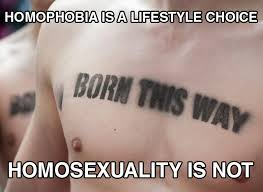 HOMOPHOBIA IS A LIFESTYLE CHOICE
BORN THIS WAY
HOMOSEXUALITY IS NOT